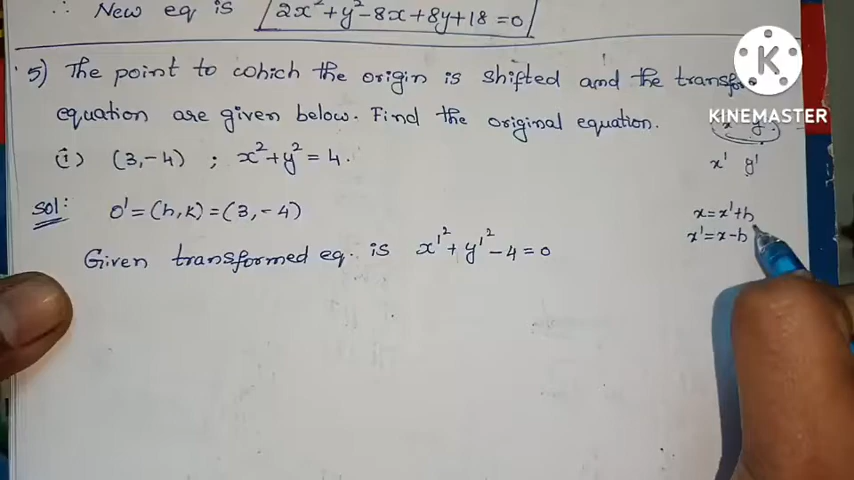 ∴ New eq is 2x²+y²-8x+8y+18=0
5) The point to which the origin is shifted and the transfor
equation are given below. Find the original equation.
(i) (3,-4) ; x²+y²=4.
Sol: O'=(h,k)=(3,-4)
Given transformed eq. is x'²+y'²-4=0
x y
x' y'
x=x'+h
x'=x-h
K
KINEMASTER